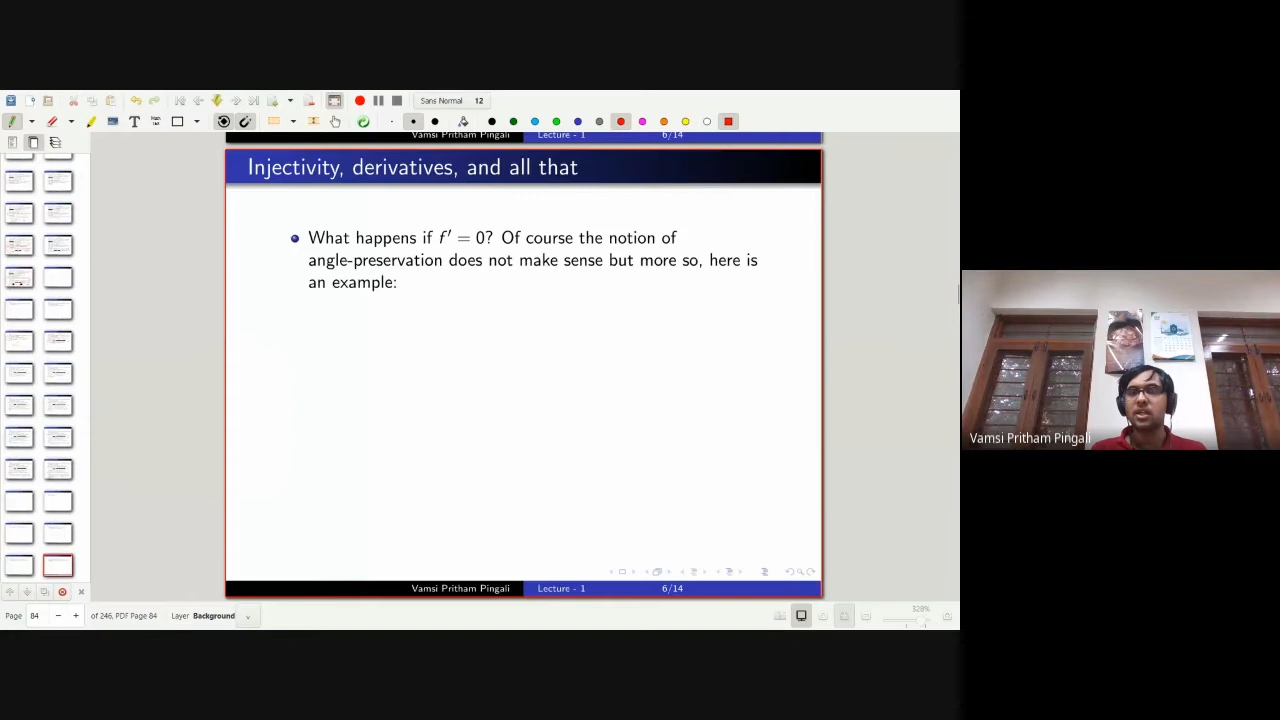 Sans Normal 12
Vamsi Pritham Pingali Lecture - 1 6/14
Injectivity, derivatives, and all that
What happens if f′ = 0? Of course the notion of
angle-preservation does not make sense but more so, here is
an example:
Vamsi Pritham Pingali
Vamsi Pritham Pingali Lecture - 1 6/14
Page 84 of 246, PDF Page 84 Layer Background
328%